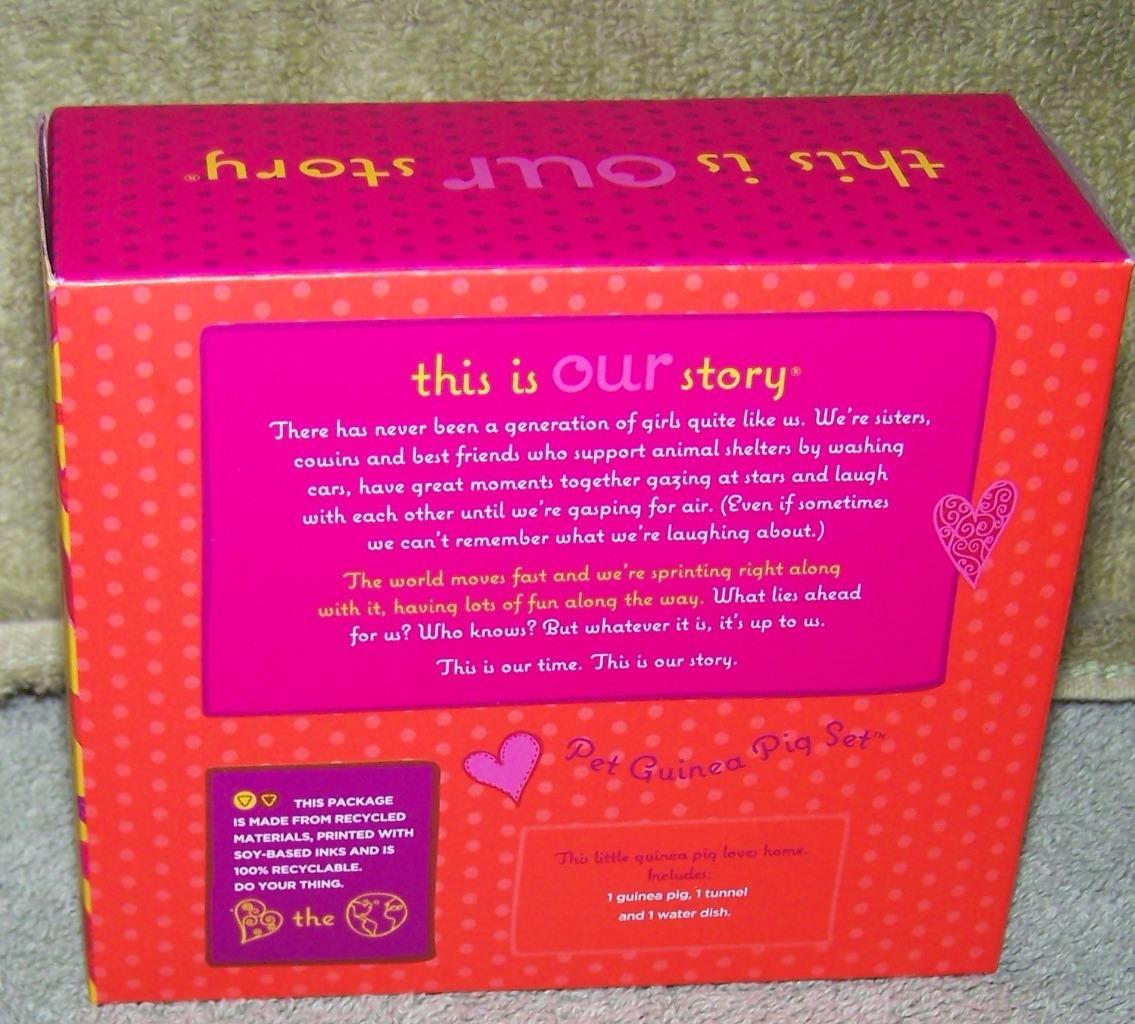 this is our story®
this is our story®
There has never been a generation of girls quite like us. We're sisters,
cousins and best friends who support animal shelters by washing
cars, have great moments together gazing at stars and laugh
with each other until we're gasping for air. (Even if sometimes
we can't remember what we're laughing about.)
The world moves fast and we're sprinting right along
with it, having lots of fun along the way. What lies ahead
for us? Who knows? But whatever it is, it's up to us.
This is our time. This is our story.
Pet Guinea Pig Set™
THIS PACKAGE
IS MADE FROM RECYCLED
MATERIALS, PRINTED WITH
SOY-BASED INKS AND IS
100% RECYCLABLE.
DO YOUR THING.
the
This little guinea pig loves home.
Includes:
1 guinea pig, 1 tunnel
and 1 water dish.